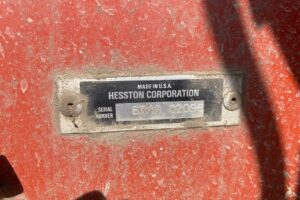 MADE IN U.S.A.
HESSTON CORPORATION
SERIAL
NUMBER